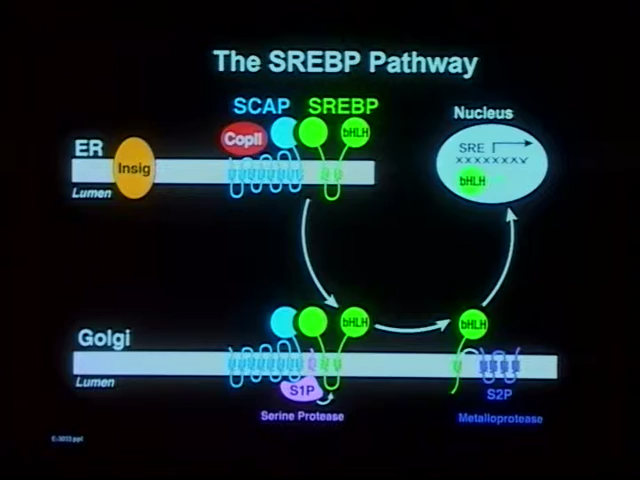 The SREBP Pathway
SCAP SREBP
CopII
bHLH
Nucleus
SRE
xxxxxxxv
bHLH
ER
Insig
Lumen
bHLH
bHLH
Golgi
Lumen
S1P
Serine Protease
S2P
Metalloprotease